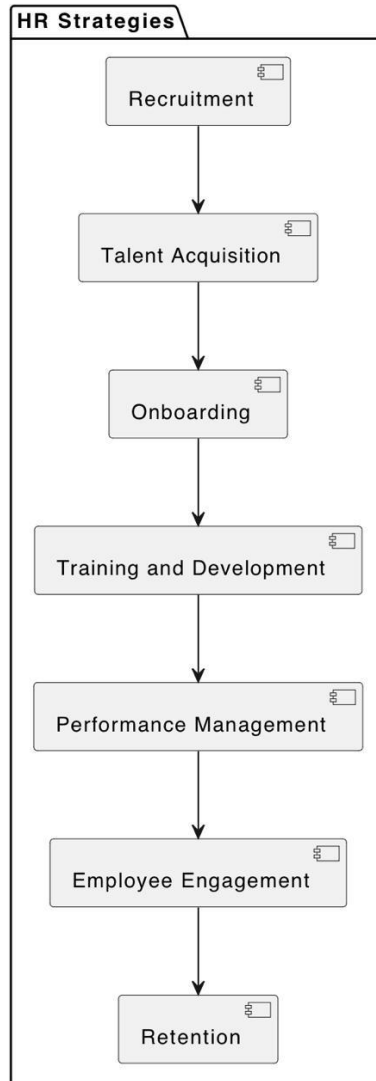 HR Strategies
Recruitment
Talent Acquisition
Onboarding
Training and Development
Performance Management
Employee Engagement
Retention